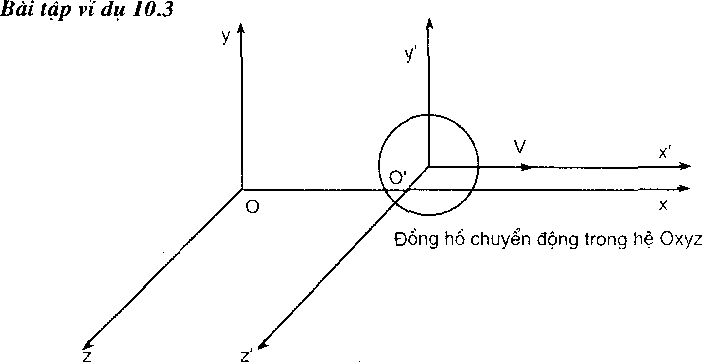 Bài tập ví dụ 10.3
y
y'
V
x'
O'
O
x
Đồng hồ chuyển động trong hệ Oxyz
z
z'